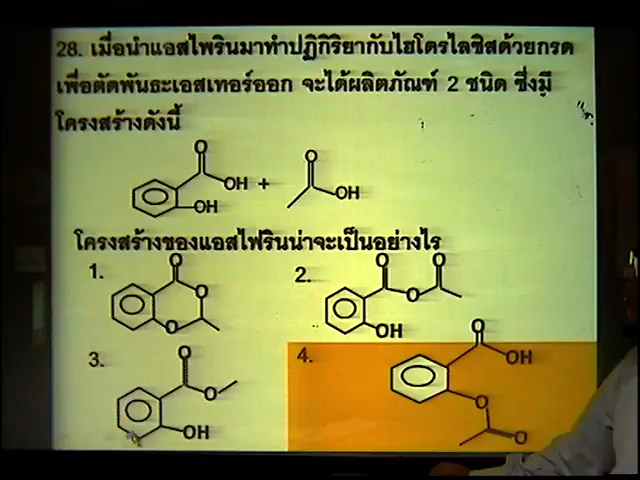 28. เมื่อนำแอสไพรินมาทำปฏิกิริยากับไฮโดรไลซิสด้วยกรด
เพื่อตัดพันธะเอสเทอร์ออก จะได้ผลิตภัณฑ์ 2 ชนิด ซึ่งมี
โครงสร้างดังนี้
O
OH
OH
+
O
OH
โครงสร้างของแอสไพรินน่าจะเป็นอย่างไร
1.
O
O
O
2.
O
O
O
OH
3.
O
O
OH
4.
O
OH
O
O